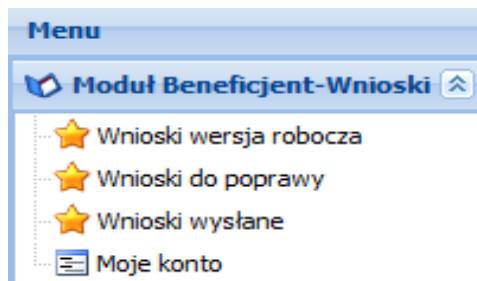 Menu
Moduł Beneficjent-Wnioski
Wnioski wersja robocza
Wnioski do poprawy
Wnioski wysłane
Moje konto